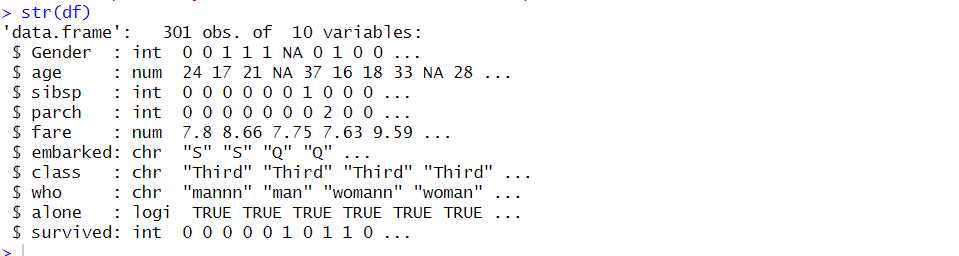 > str(df)
'data.frame':   301 obs. of  10 variables:
 $ Gender  : int  0 0 1 1 1 NA 0 1 0 0 ...
 $ age     : num  24 17 21 NA 37 16 18 33 NA 28 ...
 $ sibsp   : int  0 0 0 0 0 0 1 0 0 0 ...
 $ parch   : int  0 0 0 0 0 0 0 2 0 0 ...
 $ fare    : num  7.8 8.66 7.75 7.63 9.59 ...
 $ embarked: chr  "S" "S" "Q" "Q" ...
 $ class   : chr  "Third" "Third" "Third" "Third" ...
 $ who     : chr  "mannn" "man" "womann" "woman" ...
 $ alone   : logi  TRUE TRUE TRUE TRUE TRUE TRUE ...
 $ survived: int  0 0 0 0 0 1 0 1 1 0 ...
>